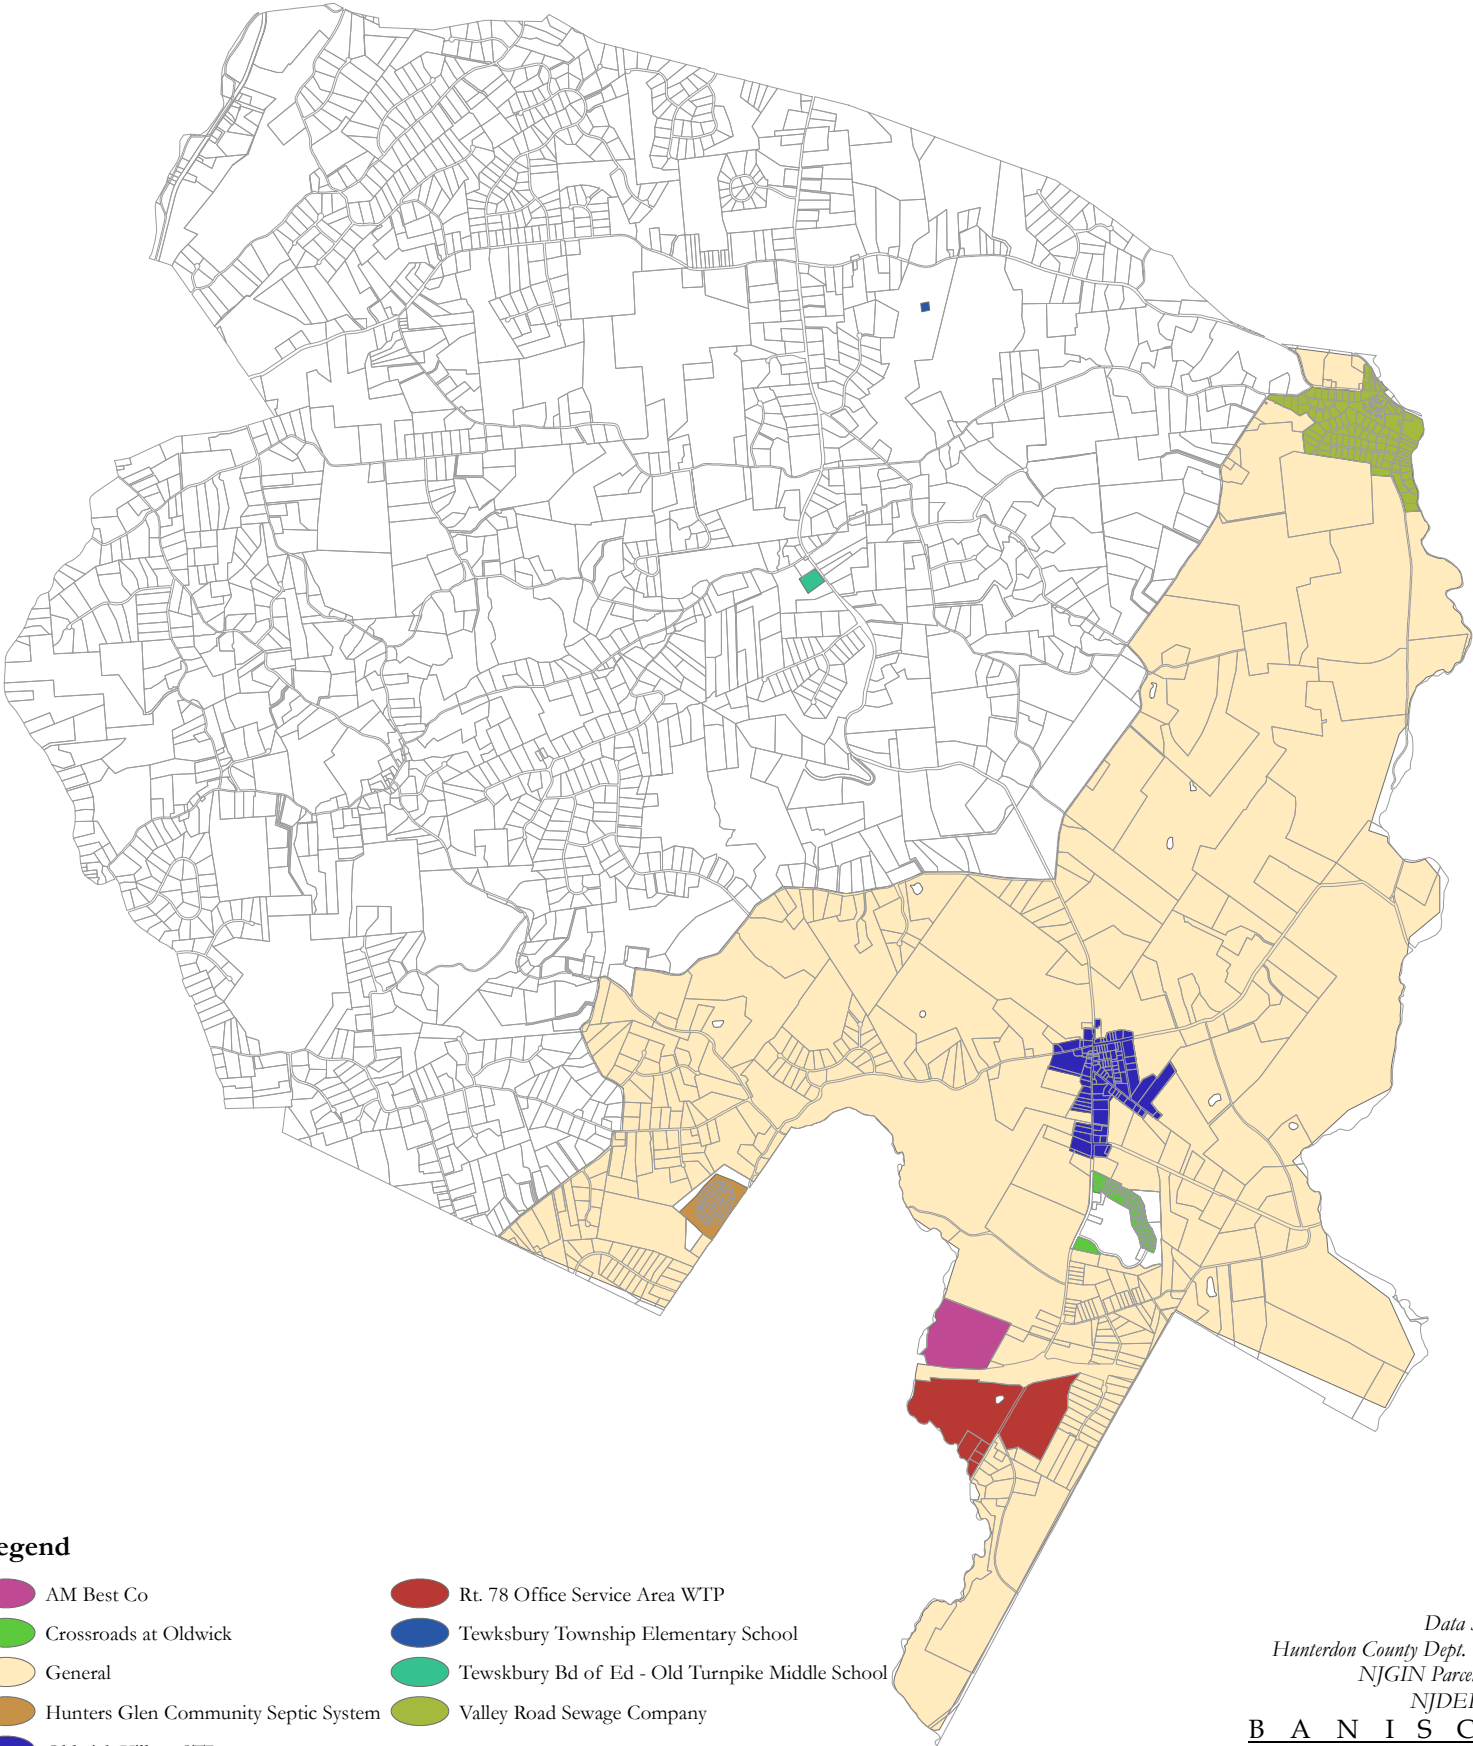 egend
AM Best Co
Crossroads at Oldwick
General
Hunters Glen Community Septic System
Rt. 78 Office Service Area WTP
Tewksbury Township Elementary School
Tewskbury Bd of Ed - Old Turnpike Middle School
Valley Road Sewage Company
Data
Hunterdon County Dept.
NJGIN Parce
NJDE
B A N I S C